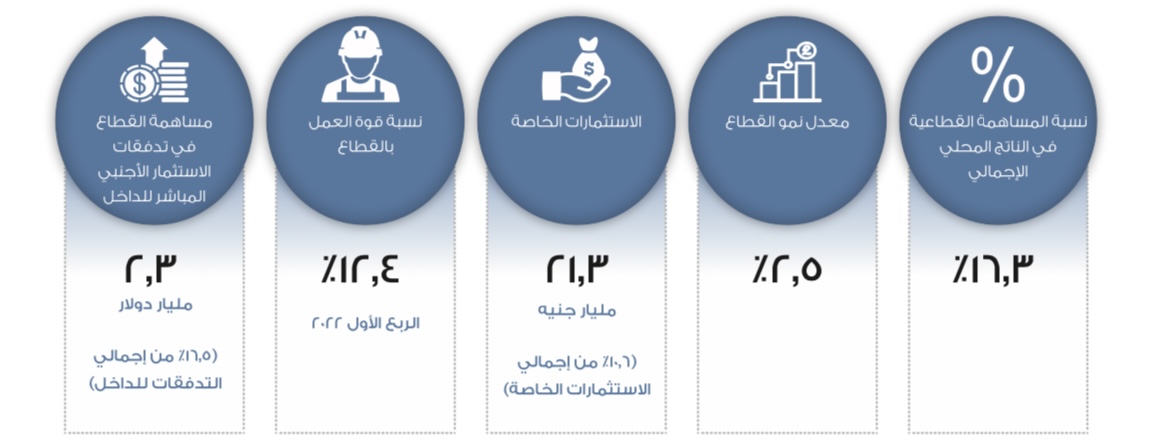 %
نسبة المساهمة القطاعية
في الناتج المحلي
الإجمالي
٪١٦,٣
معدل نمو القطاع
٪٢,٥
$
الاستثمارات الخاصة
٢١,٣
مليار جنيه
(١٠,٦٪ من إجمالي
الاستثمارات الخاصة)
نسبة قوة العمل
بالقطاع
٪١٢,٤
الربع الأول ٢٠٢٢
$
مساهمة القطاع
في تدفقات
الاستثمار الأجنبي
المباشر للداخل
٢,٣
مليار دولار
(١٦,٥٪ من إجمالي
التدفقات للداخل)